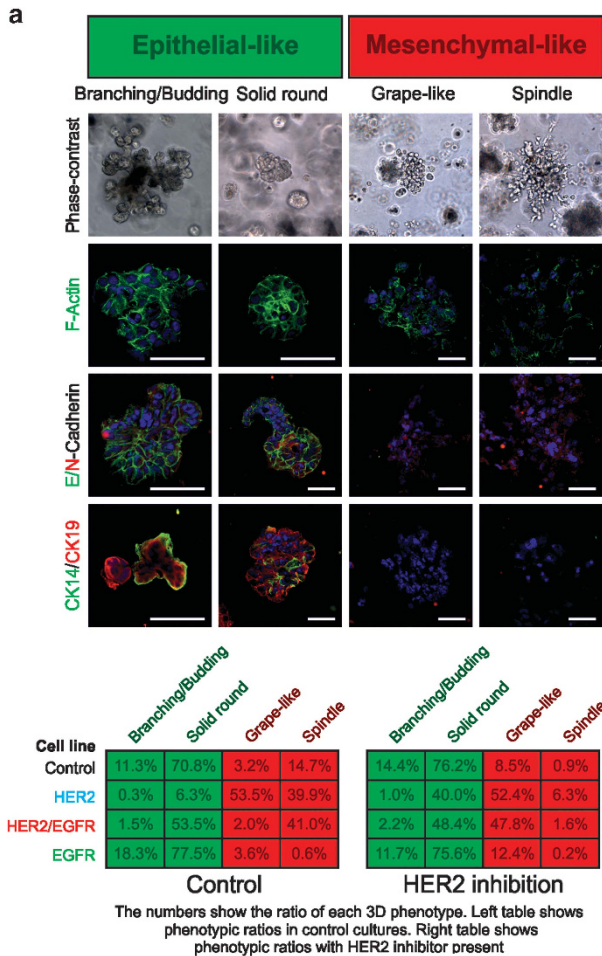 a
Epithelial-like Mesenchymal-like
Branching/Budding Solid round Grape-like Spindle
Phase-contrast
F-Actin
E/N-Cadherin
CK14/CK19
Branching/Budding Solid round Grape-like Spindle Branching/Budding Solid round Grape-like Spindle
Cell line
Control 11.3% 70.8% 3.2% 14.7% 14.4% 76.2% 8.5% 0.9%
HER2 0.3% 6.3% 53.5% 39.9% 1.0% 40.0% 52.4% 6.3%
HER2/EGFR 1.5% 53.5% 2.0% 41.0% 2.2% 48.4% 47.8% 1.6%
EGFR 18.3% 77.5% 3.6% 0.6% 11.7% 75.6% 12.4% 0.2%
Control HER2 inhibition
The numbers show the ratio of each 3D phenotype. Left table shows
phenotypic ratios in control cultures. Right table shows
phenotypic ratios with HER2 inhibitor present